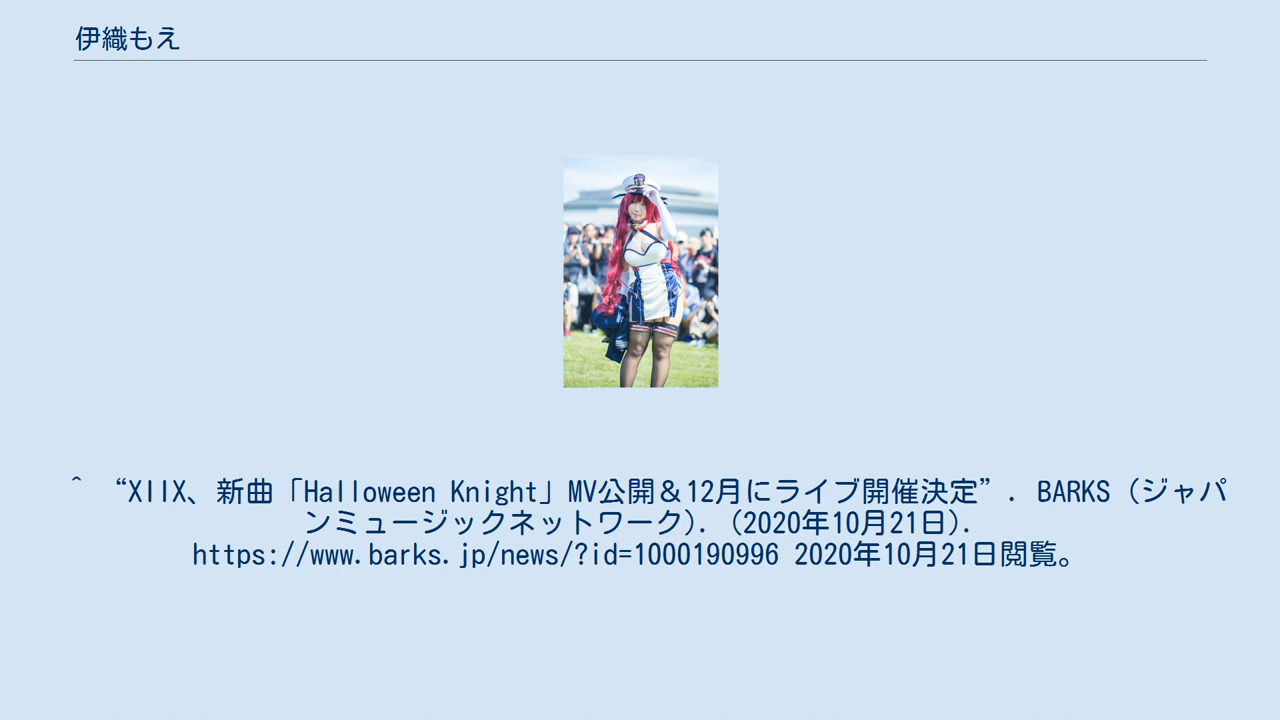 伊織もえ
^ “XIIX、新曲「Halloween Knight」MV公開＆12月にライブ開催決定”. BARKS (ジャパ
ンミュージックネットワーク). (2020年10月21日).
https://www.barks.jp/news/?id=1000190996 2020年10月21日閲覧。